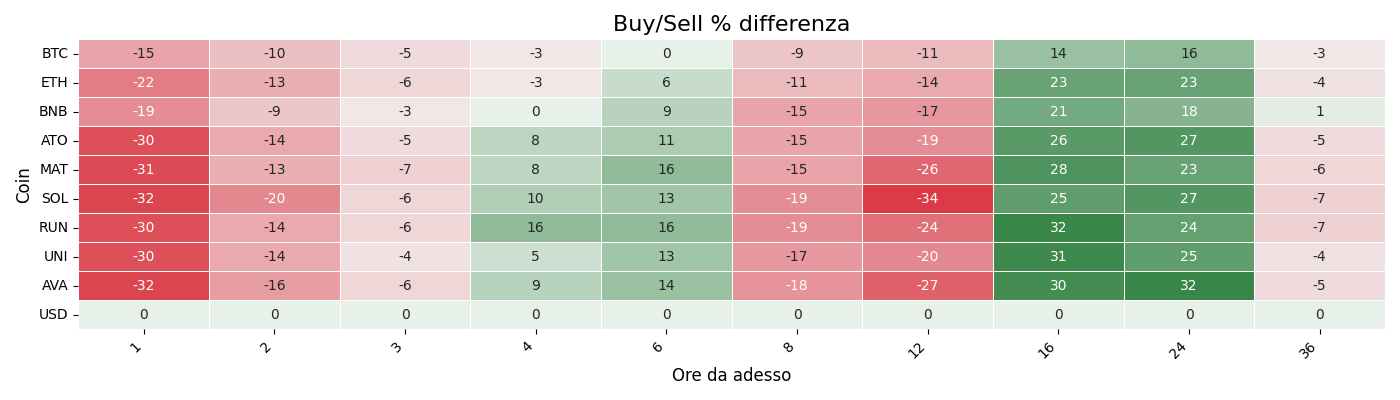 Buy/Sell % differenza
Coin
BTC -15 -10 -5 -3 0 -9 -11 14 16 -3
ETH -22 -13 -6 -3 6 -11 -14 23 23 -4
BNB -19 -9 -3 0 9 -15 -17 21 18 1
ATO -30 -14 -5 8 11 -15 -19 26 27 -5
MAT -31 -13 -7 8 16 -15 -26 28 23 -6
SOL -32 -20 -6 10 13 -19 -34 25 27 -7
RUN -30 -14 -6 16 16 -19 -24 32 24 -7
UNI -30 -14 -4 5 13 -17 -20 31 25 -4
AVA -32 -16 -6 9 14 -18 -27 30 32 -5
USD 0 0 0 0 0 0 0 0 0 0
1 2 3 4 6 8 12 16 24 36
Ore da adesso